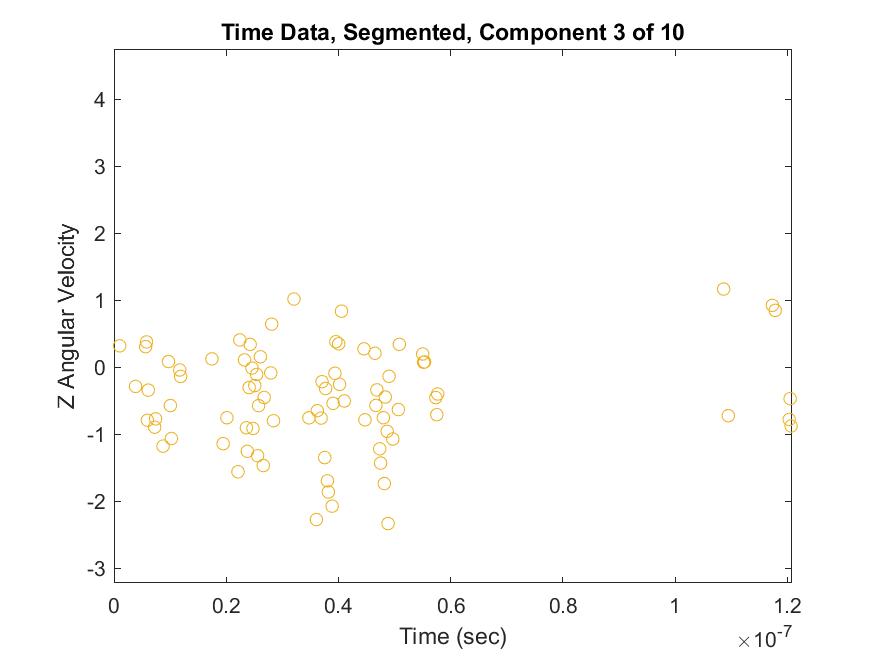 Time Data, Segmented, Component 3 of 10
Z Angular Velocity
4
3
2
1
0
-1
-2
-3
0 0.2 0.4 0.6 0.8 1 1.2
Time (sec)
×10-7